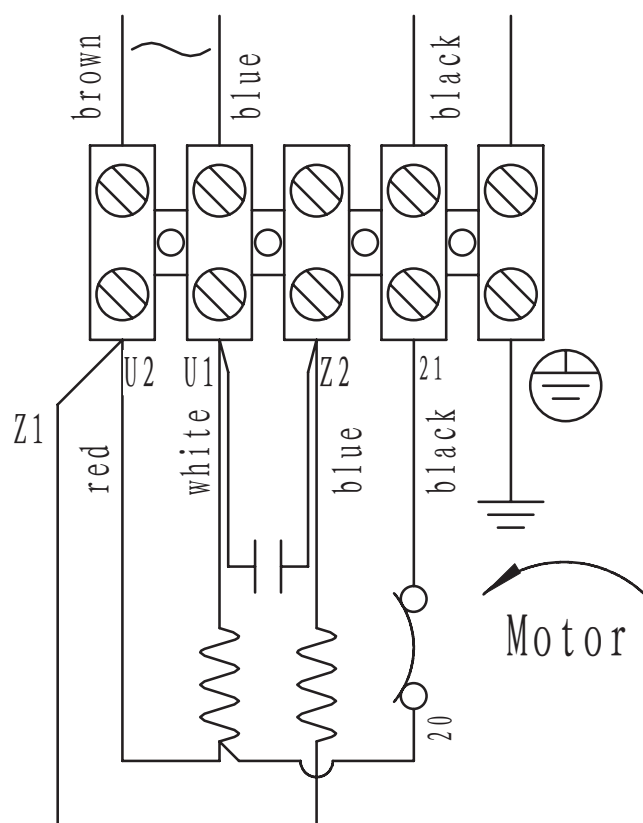 brown
blue
black
U2
U1
Z2
21
Z1
red
white
blue
black
Motor
20